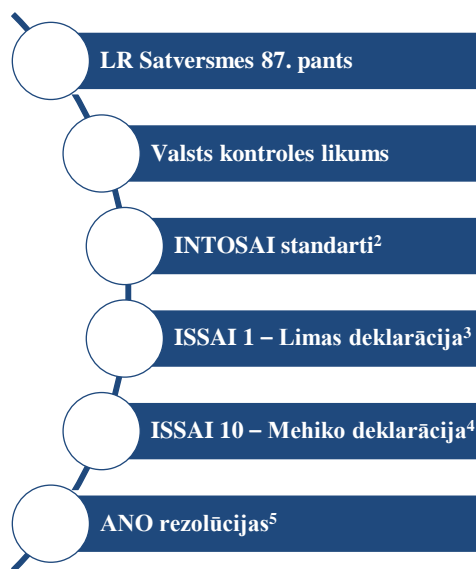 LR Satversmes 87. pants
Valsts kontroles likums
INTOSAI standarti²
ISSAI 1 – Limas deklarācija³
ISSAI 10 – Mehiko deklarācija⁴
ANO rezolūcijas⁵